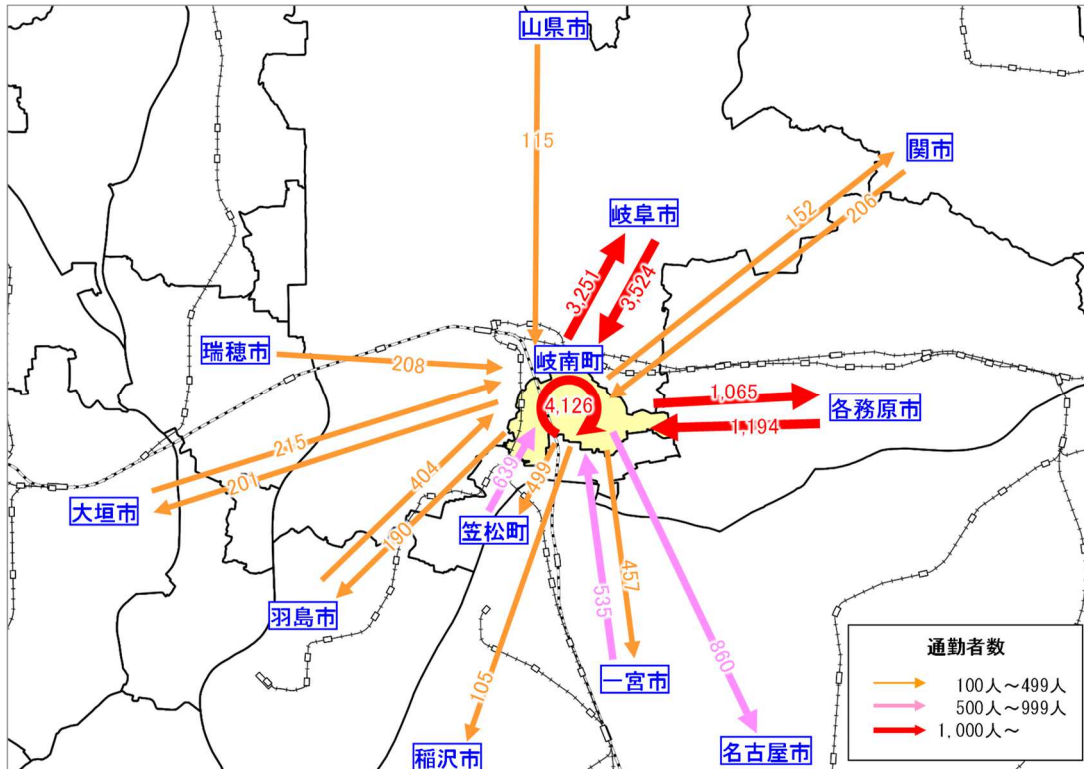 山県市
115
関市
152
206
岐阜市
3,251
3,524
瑞穂市
208
岐南町
4,126
1,065
各務原市
1,194
215
201
大垣市
404
190
羽島市
639
499
笠松町
457
535
860
105
一宮市
稲沢市
名古屋市
通勤者数
100人～499人
500人～999人
1,000人～